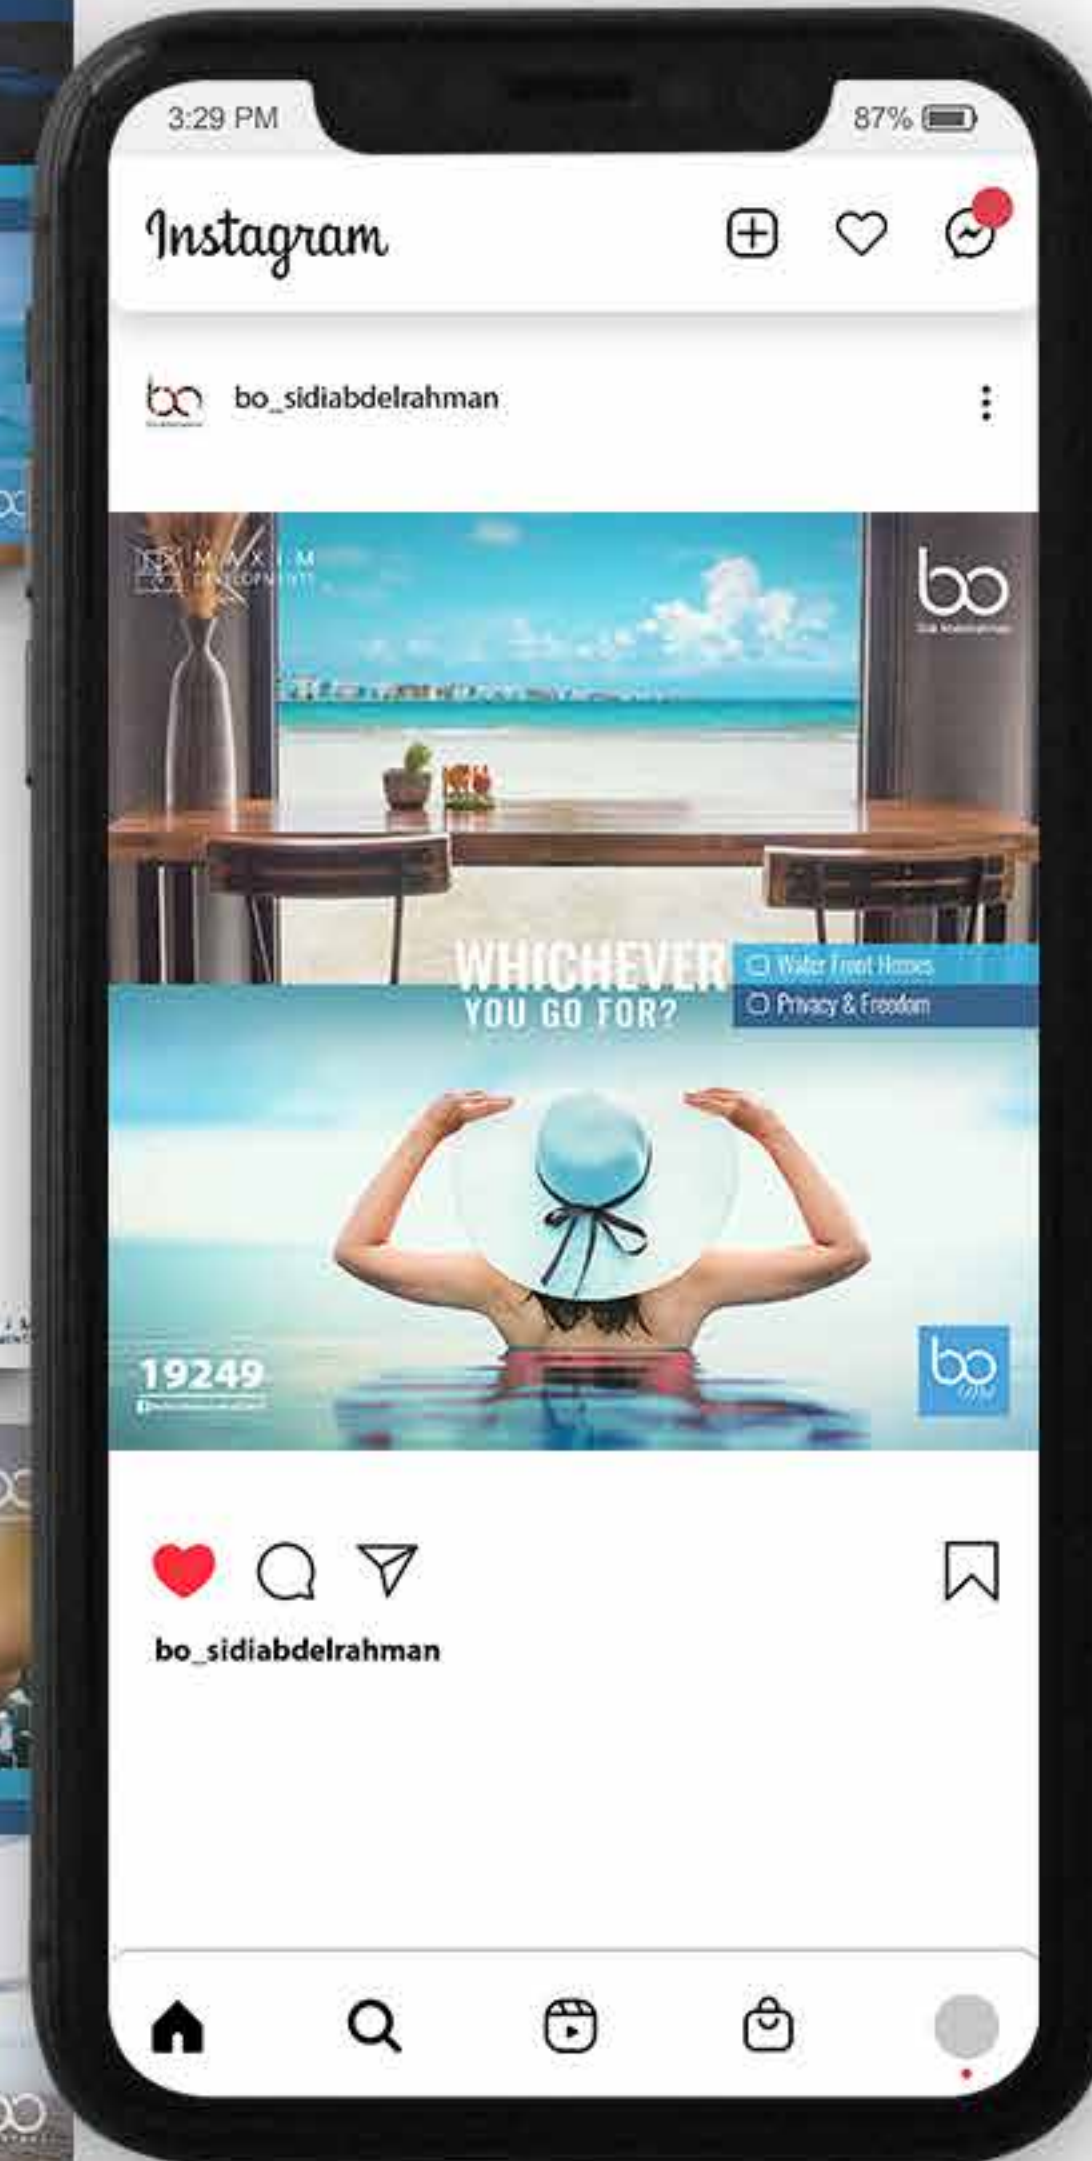 3:29 PM
87%
Instagram
bo_sidiabdelrahman
MAXIM
DEVELOPMENTS
bo
WHICHEVER
YOU GO FOR?
Water Front Homes
Privacy & Freedom
19249
bo
bo_sidiabdelrahman